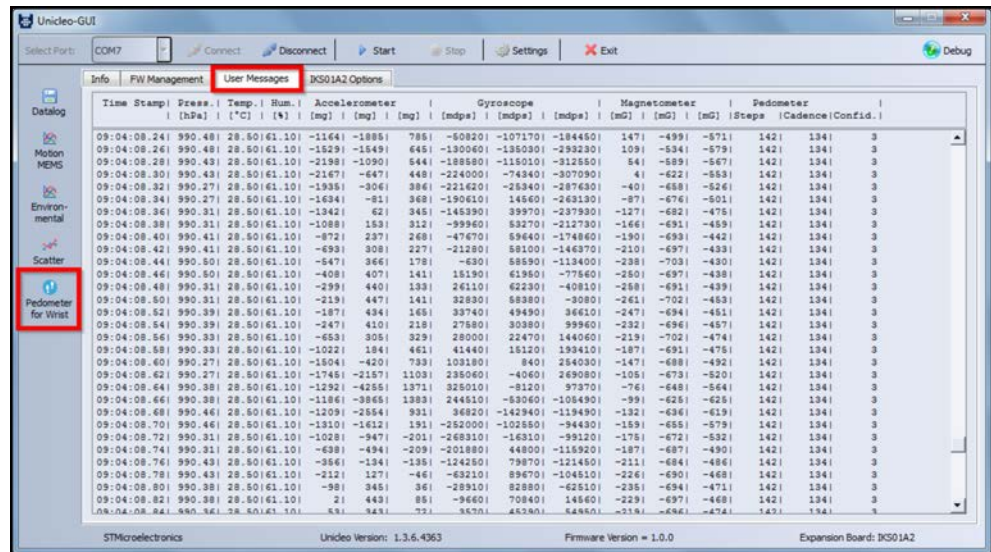 Unicleo-GUI
Select Port: COM7 Connect Disconnect Start Stop Settings Exit Debug
Info FW Management User Messages IKS01A2 Options
Datalog
Motion MEMS
Environ-mental
Scatter
Pedometer for Wrist
Time Stamp| Press.| Temp.| Hum.| Accelerometer | Gyroscope | Magnetometer | Pedometer |
| [hPa] | [°C] | [%] | [mg] | [mg] | [mg] | [mdps] | [mdps] | [mdps] | [mG] | [mG] | [mG] |Steps |Cadence|Confid.|
09:04:08.24| 990.48| 28.50|61.10| -1164| -1885| 785| -50820| -107170| -184450| 147| -499| -571| 142| 134| 3
09:04:08.26| 990.48| 28.50|61.10| -1529| -1549| 645| -130060| -135030| -293230| 109| -534| -579| 142| 134| 3
09:04:08.28| 990.43| 28.50|61.10| -2198| -1090| 544| -188580| -115010| -312550| 54| -589| -567| 142| 134| 3
09:04:08.30| 990.43| 28.50|61.10| -2167| -647| 448| -224000| -74340| -307090| 4| -622| -553| 142| 134| 3
09:04:08.32| 990.27| 28.50|61.10| -1935| -306| 386| -221620| -25340| -287630| -40| -658| -526| 142| 134| 3
09:04:08.34| 990.27| 28.50|61.10| -1634| -81| 368| -190610| 14560| -263130| -87| -676| -501| 142| 134| 3
09:04:08.36| 990.31| 28.50|61.10| -1342| 62| 345| -145390| 39970| -237930| -127| -682| -475| 142| 134| 3
09:04:08.38| 990.31| 28.50|61.10| -1088| 153| 312| -99960| 53270| -212730| -166| -691| -459| 142| 134| 3
09:04:08.40| 990.41| 28.50|61.10| -872| 237| 268| -47670| 59640| -174860| -190| -693| -442| 142| 134| 3
09:04:08.42| 990.41| 28.50|61.10| -693| 308| 227| -21280| 58100| -146370| -210| -697| -433| 142| 134| 3
09:04:08.44| 990.50| 28.50|61.10| -547| 366| 178| -630| 58590| -113400| -238| -703| -430| 142| 134| 3
09:04:08.46| 990.50| 28.50|61.10| -408| 407| 141| 15190| 61950| -77560| -250| -697| -438| 142| 134| 3
09:04:08.48| 990.31| 28.50|61.10| -299| 440| 133| 26110| 62230| -40810| -258| -691| -439| 142| 134| 3
09:04:08.50| 990.31| 28.50|61.10| -219| 447| 141| 32830| 58380| -3080| -261| -702| -453| 142| 134| 3
09:04:08.52| 990.39| 28.50|61.10| -187| 434| 165| 33740| 49490| 36610| -247| -694| -451| 142| 134| 3
09:04:08.54| 990.39| 28.50|61.10| -247| 410| 218| 27580| 30380| 99960| -232| -696| -457| 142| 134| 3
09:04:08.56| 990.33| 28.50|61.10| -653| 305| 329| 28000| 22470| 144060| -219| -702| -474| 142| 134| 3
09:04:08.58| 990.33| 28.50|61.10| -1022| 184| 461| 41440| 15120| 193410| -187| -691| -475| 142| 134| 3
09:04:08.60| 990.27| 28.50|61.10| -1504| -420| 733| 103180| 840| 254030| -147| -688| -492| 142| 134| 3
09:04:08.62| 990.27| 28.50|61.10| -1745| -2157| 1103| 235060| -4060| 269080| -105| -673| -520| 142| 134| 3
09:04:08.64| 990.38| 28.50|61.10| -1292| -4255| 1371| 325010| -8120| 97370| -76| -648| -564| 142| 134| 3
09:04:08.66| 990.38| 28.50|61.10| -1186| -3865| 1383| 244510| -53060| -105490| -99| -625| -625| 142| 134| 3
09:04:08.68| 990.46| 28.50|61.10| -1209| -2554| 931| 36820| -142940| -119490| -132| -636| -619| 142| 134| 3
09:04:08.70| 990.46| 28.50|61.10| -1310| -1612| 191| -252000| -102550| -94430| -159| -655| -579| 142| 134| 3
09:04:08.72| 990.31| 28.50|61.10| -1028| -947| -201| -268310| -16310| -99120| -175| -672| -532| 142| 134| 3
09:04:08.74| 990.31| 28.50|61.10| -638| -494| -209| -201880| 44800| -115920| -187| -687| -490| 142| 134| 3
09:04:08.76| 990.43| 28.50|61.10| -356| -134| -135| -124250| 79870| -121450| -211| -684| -486| 142| 134| 3
09:04:08.78| 990.43| 28.50|61.10| -212| 127| -46| -63210| 89670| -104510| -226| -690| -468| 142| 134| 3
09:04:08.80| 990.38| 28.50|61.10| -98| 345| 36| -28910| 82880| -62510| -235| -694| -471| 142| 134| 3
09:04:08.82| 990.38| 28.50|61.10| 2| 443| 85| -9660| 70840| 14560| -229| -697| -468| 142| 134| 3
09:04:08.84| 990.36| 28.50|61.10| 53| 343| 72| 3570| 45290| 54950| -219| -696| -474| 142| 134| 3
STMicroelectronics Unicleo Version: 1.3.6.4363 Firmware Version = 1.0.0 Expansion Board: IKS01A2